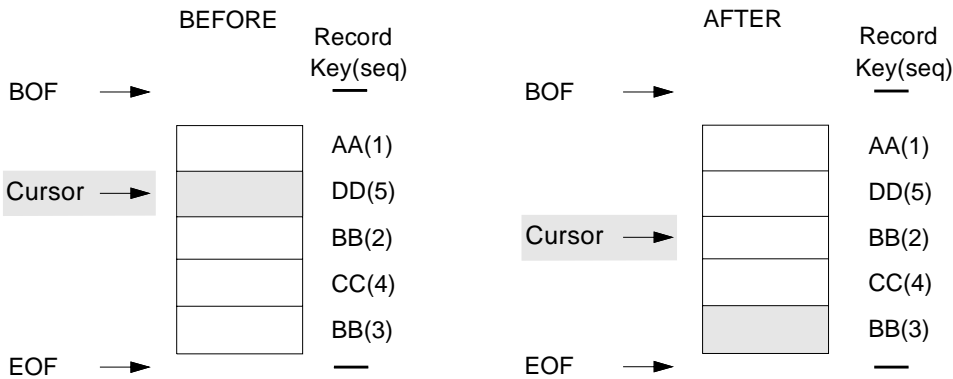 BEFORE
Record
Key(seq)
BOF
AA(1)
Cursor
DD(5)
BB(2)
CC(4)
BB(3)
EOF
AFTER
Record
Key(seq)
BOF
AA(1)
DD(5)
Cursor
BB(2)
CC(4)
BB(3)
EOF